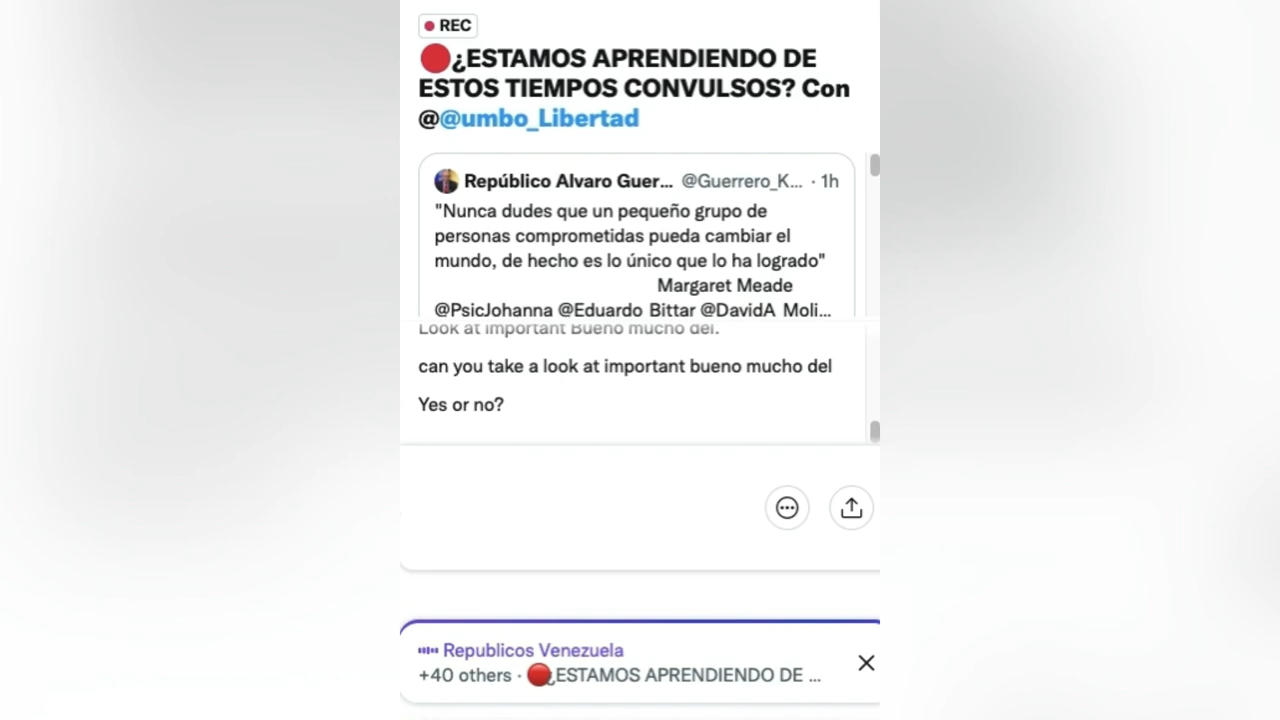 REC
¿ESTAMOS APRENDIENDO DE
ESTOS TIEMPOS CONVULSOS? Con
@@umbo_Libertad
Repúblico Alvaro Guer... @Guerrero_K... · 1h
"Nunca dudes que un pequeño grupo de
personas comprometidas pueda cambiar el
mundo, de hecho es lo único que lo ha logrado"
Margaret Meade
@PsicJohanna @Eduardo_Bittar @DavidA_Moli...
Look at important Bueno mucho del.
can you take a look at important bueno mucho del
Yes or no?
Republicos Venezuela
+40 others · ¿ESTAMOS APRENDIENDO DE ...